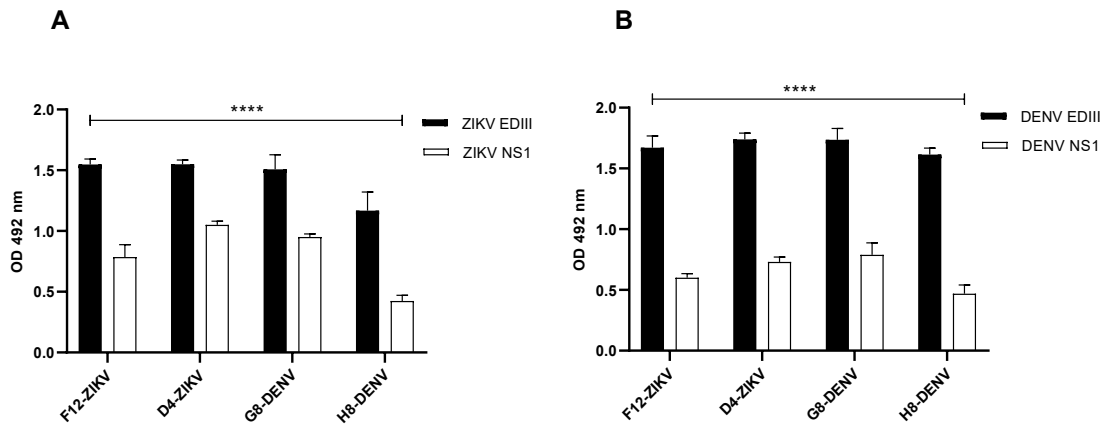 A
B
****
ZIKV EDIII
ZIKV NS1
OD 492 nm
2.0
1.5
1.0
0.5
0.0
F12-ZIKV
D4-ZIKV
G8-DENV
H8-DENV
****
DENV EDIII
DENV NS1
OD 492 nm
2.0
1.5
1.0
0.5
0.0
F12-ZIKV
D4-ZIKV
G8-DENV
H8-DENV